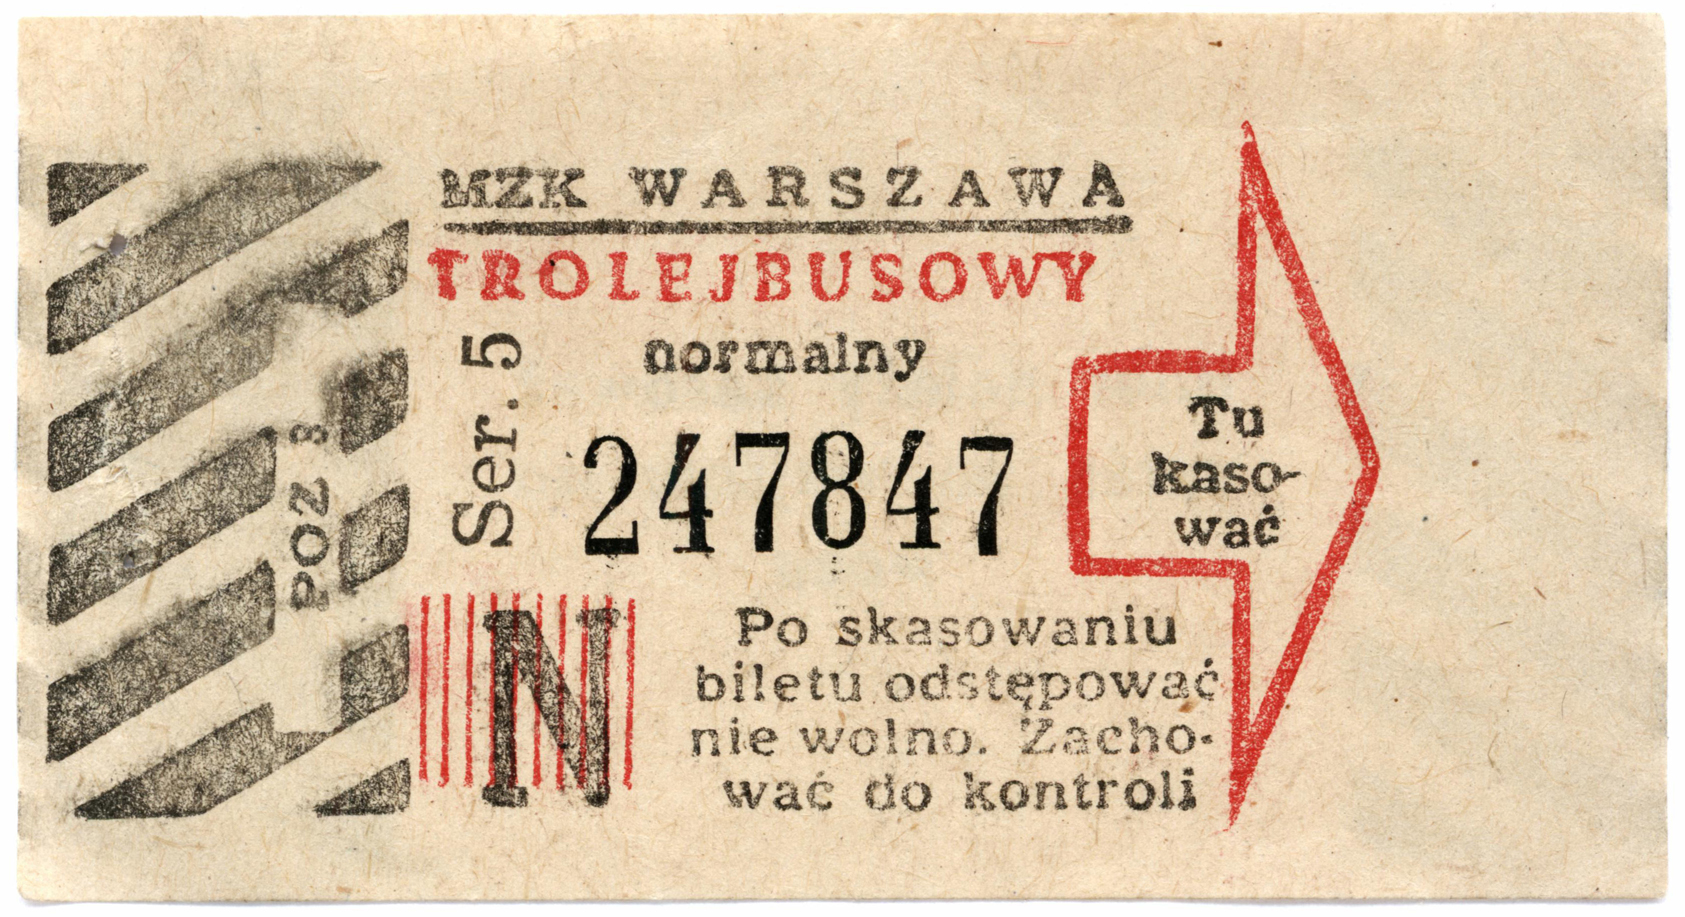 MZK WARSZAWA
TROLEJBUSOWY
normalny
Ser. 5
247847
Tu
kaso-
wać
POZ 3
N
Po skasowaniu
biletu odstępować
nie wolno. Zacho-
wać do kontroli